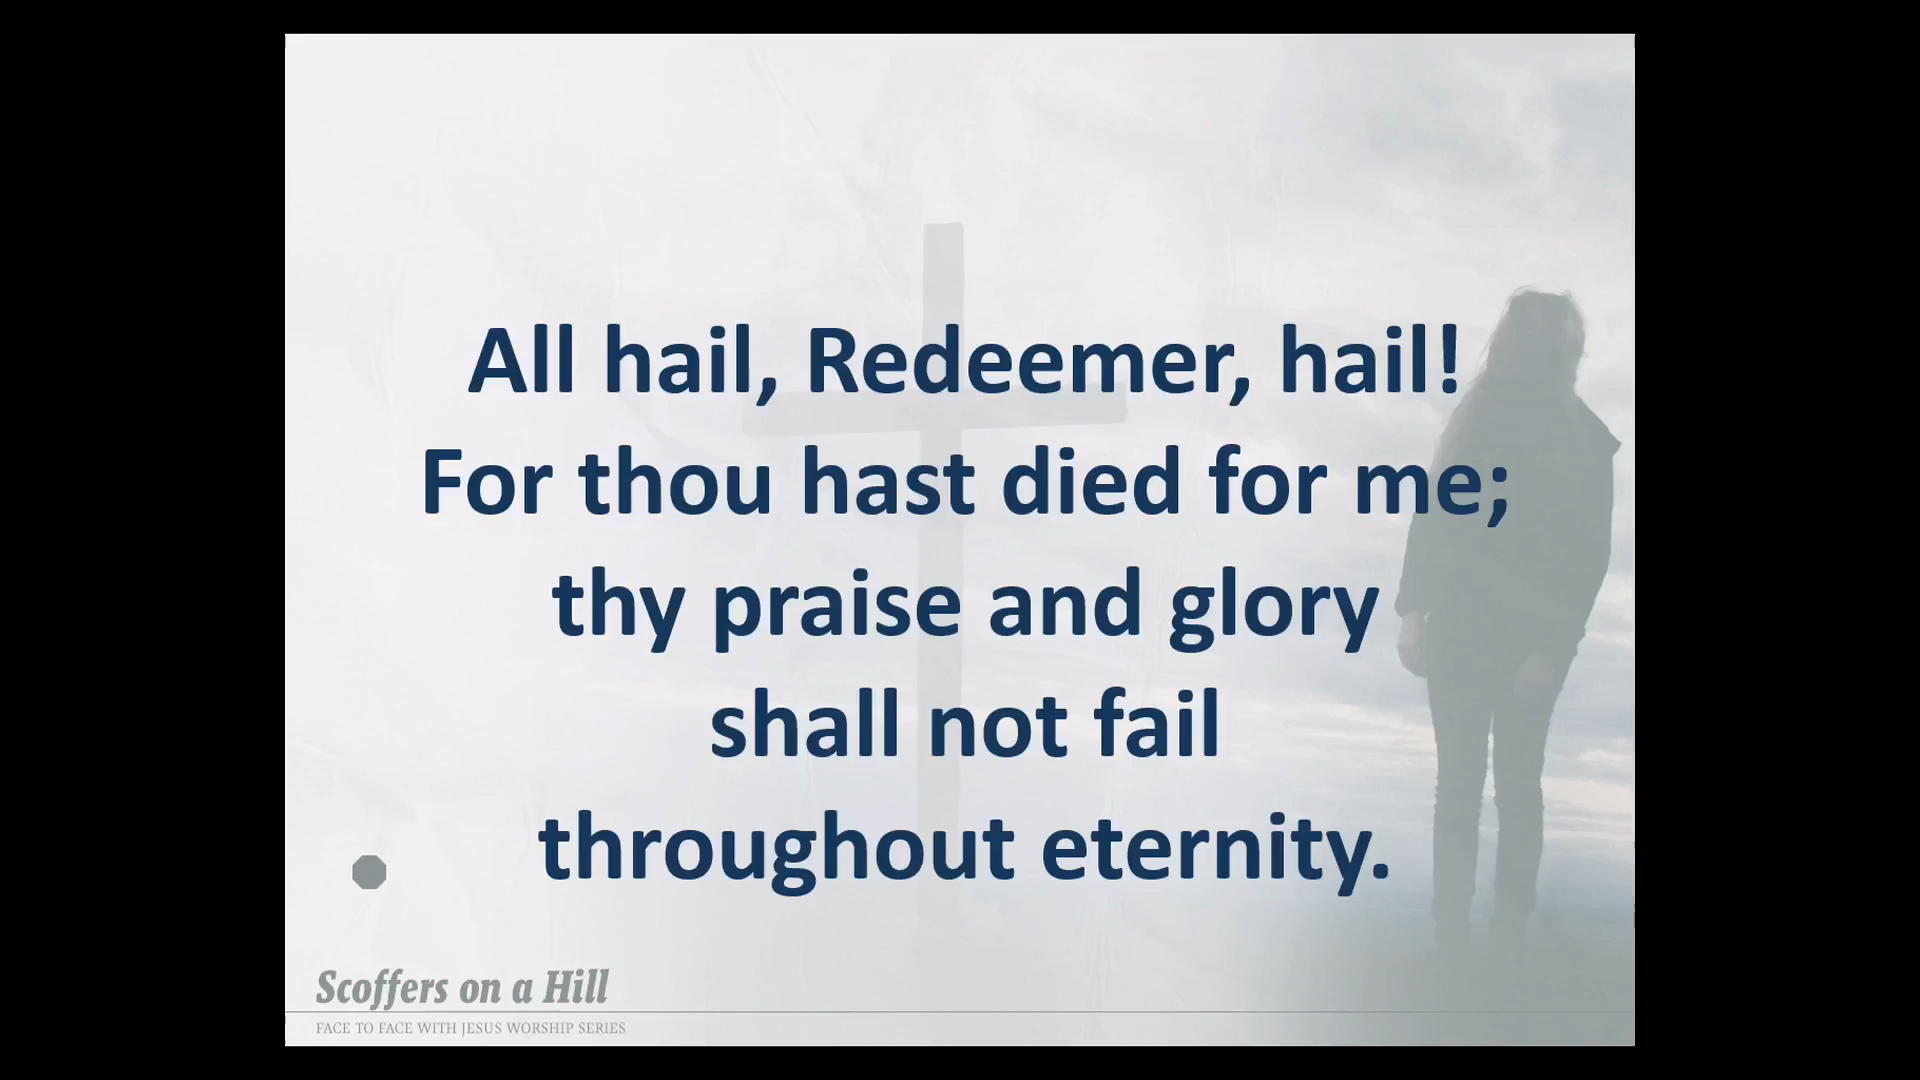 All hail, Redeemer, hail!
For thou hast died for me;
thy praise and glory
shall not fail
throughout eternity.
Scoffers on a Hill
FACE TO FACE WITH JESUS WORSHIP SERIES